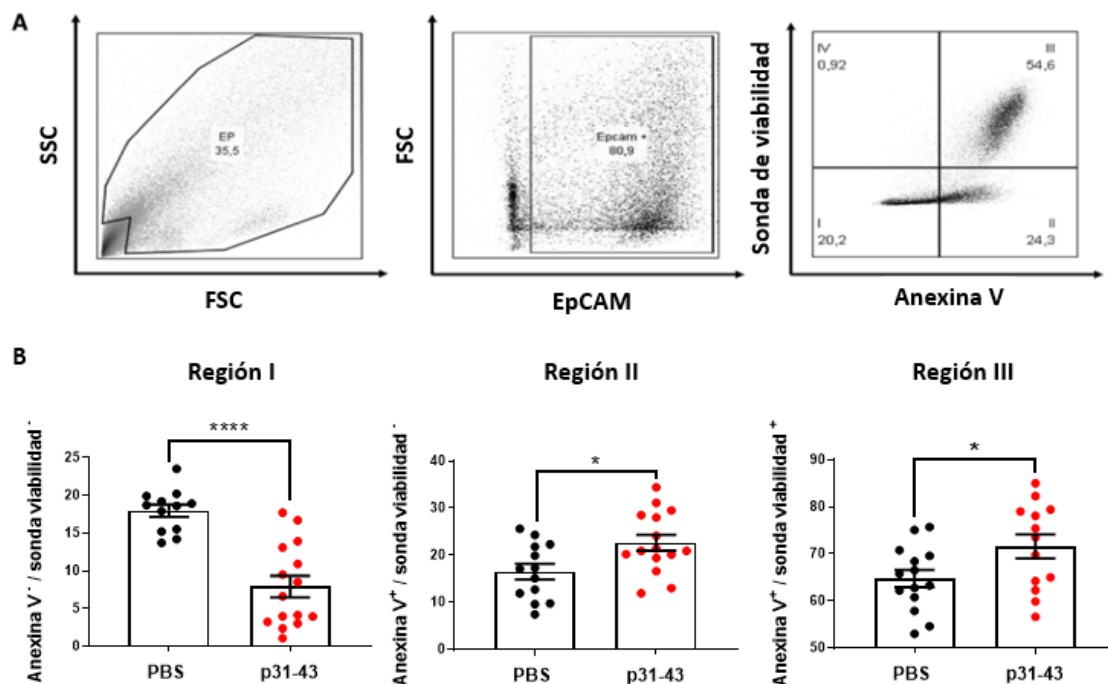 A
SSC
EP
35,5
FSC
FSC
Epcam +
80,9
EpCAM
Sonda de viabilidad
IV
0,92
III
54,6
I
20,2
II
24,3
Anexina V
B
Región I
Anexina V- / sonda viabilidad-
25
20
15
10
5
0
****
PBS
p31-43
Región II
Anexina V+ / sonda viabilidad-
40
30
20
10
0
*
PBS
p31-43
Región III
Anexina V+ / sonda viabilidad+
90
80
70
60
50
*
PBS
p31-43